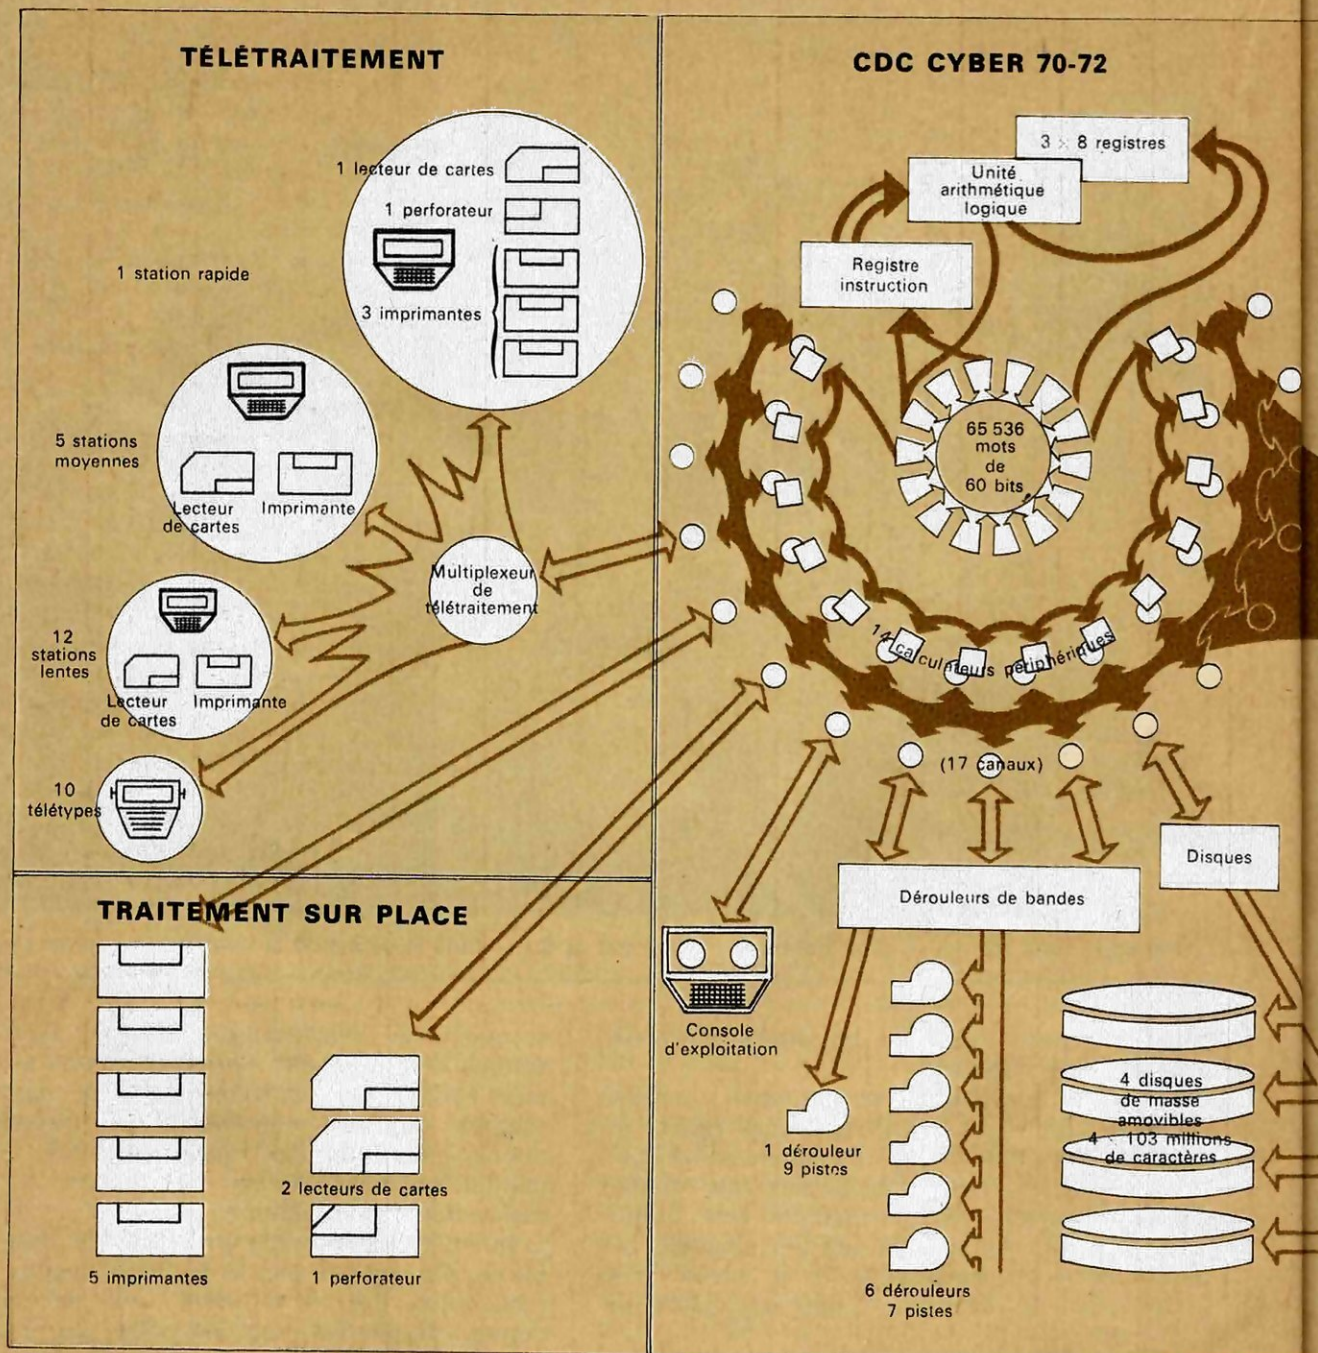 TÉLÉTRAITEMENT
1 lecteur de cartes
1 perforateur
1 station rapide
3 imprimantes
5 stations
moyennes
Lecteur
de cartes
Imprimante
Multiplexeur
de
télétraitement
12
stations
lentes
Lecteur
de cartes
Imprimante
10
télétypes
TRAITEMENT SUR PLACE
5 imprimantes
2 lecteurs de cartes
1 perforateur
CDC CYBER 70-72
3 × 8 registres
Unité
arithmétique
logique
Registre
instruction
65 536
mots
de
60 bits
14 calculateurs périphériques
(17 canaux)
Disques
Dérouleurs de bandes
Console
d'exploitation
1 dérouleur
9 pistes
6 dérouleurs
7 pistes
4 disques
de masse
amovibles
4 × 103 millions
de caractères